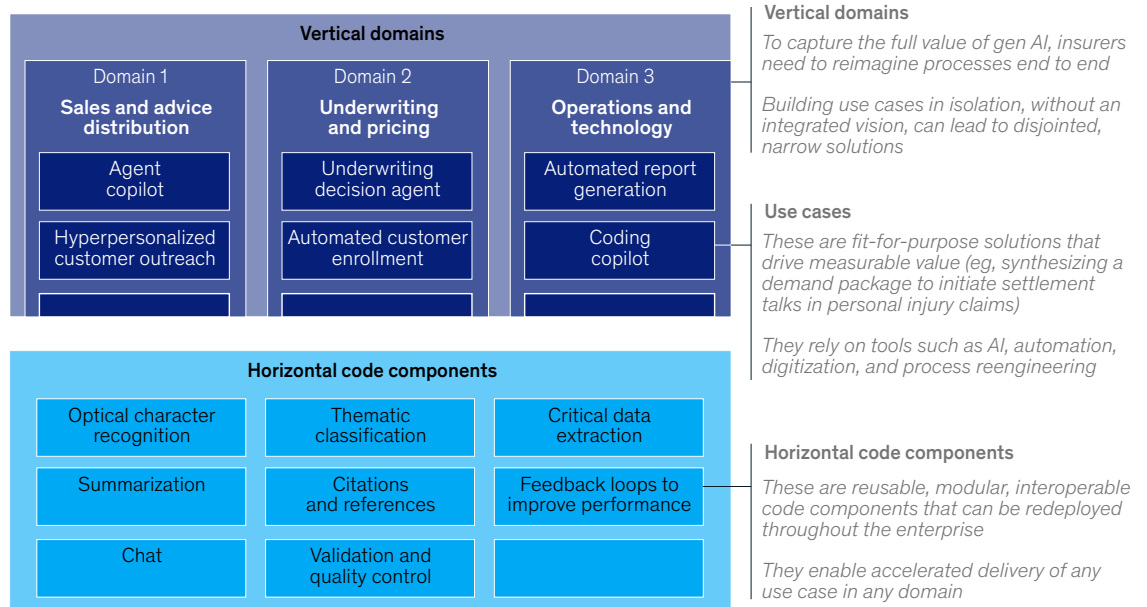 Vertical domains
Domain 1
Sales and advice
distribution
Agent
copilot
Hyperpersonalized
customer outreach
Domain 2
Underwriting
and pricing
Underwriting
decision agent
Automated customer
enrollment
Domain 3
Operations and
technology
Automated report
generation
Coding
copilot
Horizontal code components
Optical character
recognition
Thematic
classification
Critical data
extraction
Summarization
Citations
and references
Feedback loops to
improve performance
Chat
Validation and
quality control
Vertical domains
To capture the full value of gen AI, insurers
need to reimagine processes end to end
Building use cases in isolation, without an
integrated vision, can lead to disjointed,
narrow solutions
Use cases
These are fit-for-purpose solutions that
drive measurable value (eg, synthesizing a
demand package to initiate settlement
talks in personal injury claims)
They rely on tools such as AI, automation,
digitization, and process reengineering
Horizontal code components
These are reusable, modular, interoperable
code components that can be redeployed
throughout the enterprise
They enable accelerated delivery of any
use case in any domain